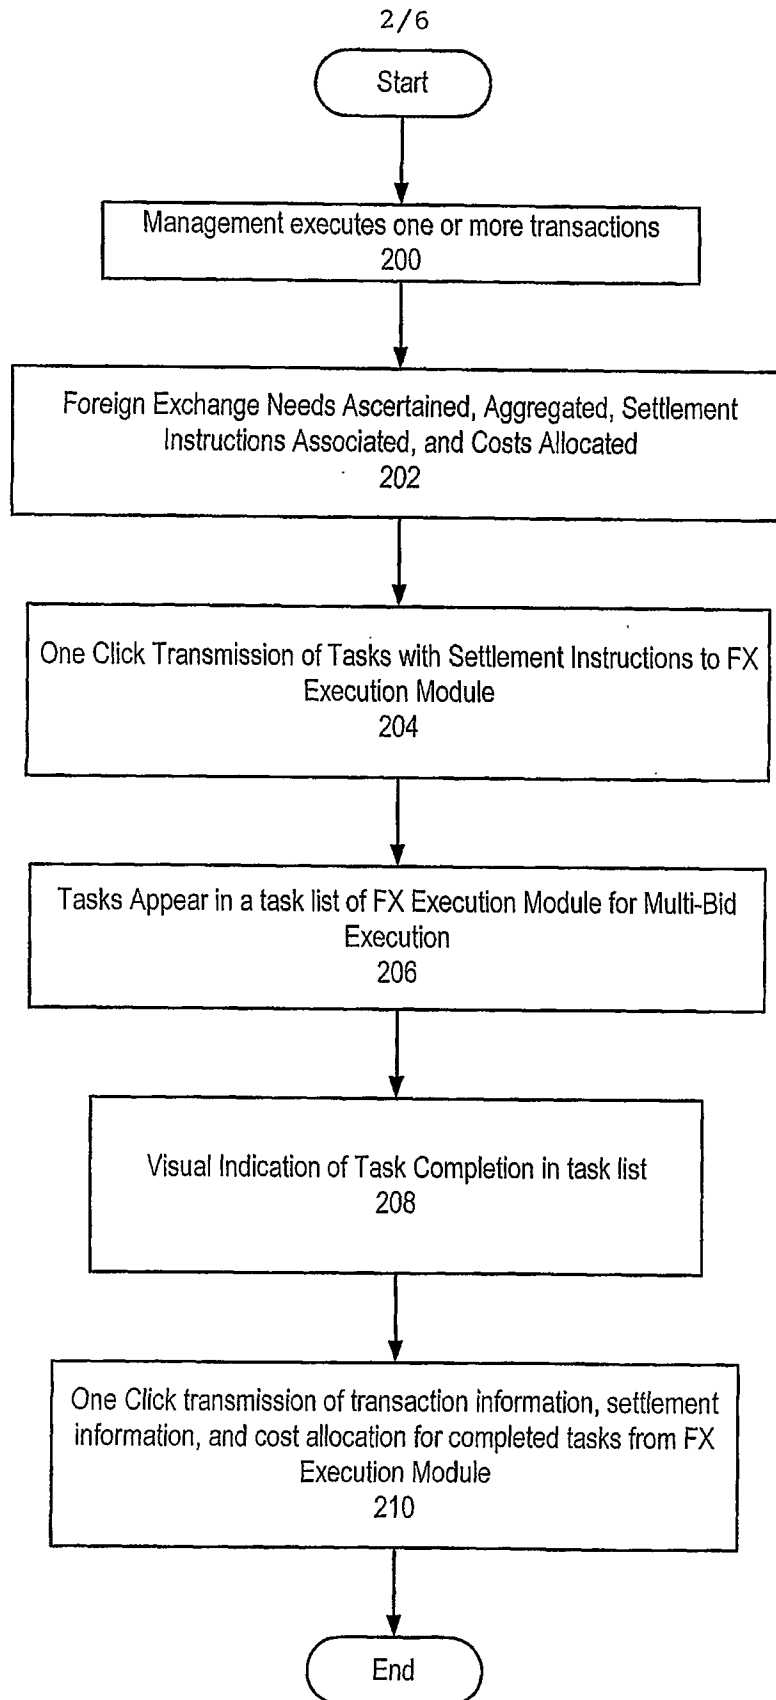 2/6
Start
Management executes one or more transactions
200
Foreign Exchange Needs Ascertained, Aggregated, Settlement
Instructions Associated, and Costs Allocated
202
One Click Transmission of Tasks with Settlement Instructions to FX
Execution Module
204
Tasks Appear in a task list of FX Execution Module for Multi-Bid
Execution
206
Visual Indication of Task Completion in task list
208
One Click transmission of transaction information, settlement
information, and cost allocation for completed tasks from FX
Execution Module
210
End